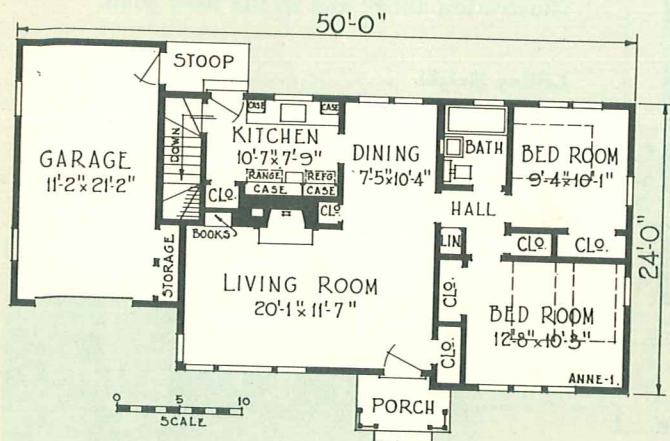 50'-0"
STOOP
GARAGE
11'-2" x 21'-2"
DOWN
CASE
CASE
KITCHEN
10'-7" x 7'-9"
RANGE
REFG
CASE
CASE
CLO.
CLO
BOOKS
DINING
7'-5" x 10'-4"
BATH
BED ROOM
9'-4" x 10'-1"
HALL
LIN
CLO.
CLO.
24'-0"
STORAGE
LIVING ROOM
20'-1" x 11'-7"
CLO.
CLO.
BED ROOM
12'-8" x 10'-3"
ANNE-1.
PORCH
0 5 10
SCALE